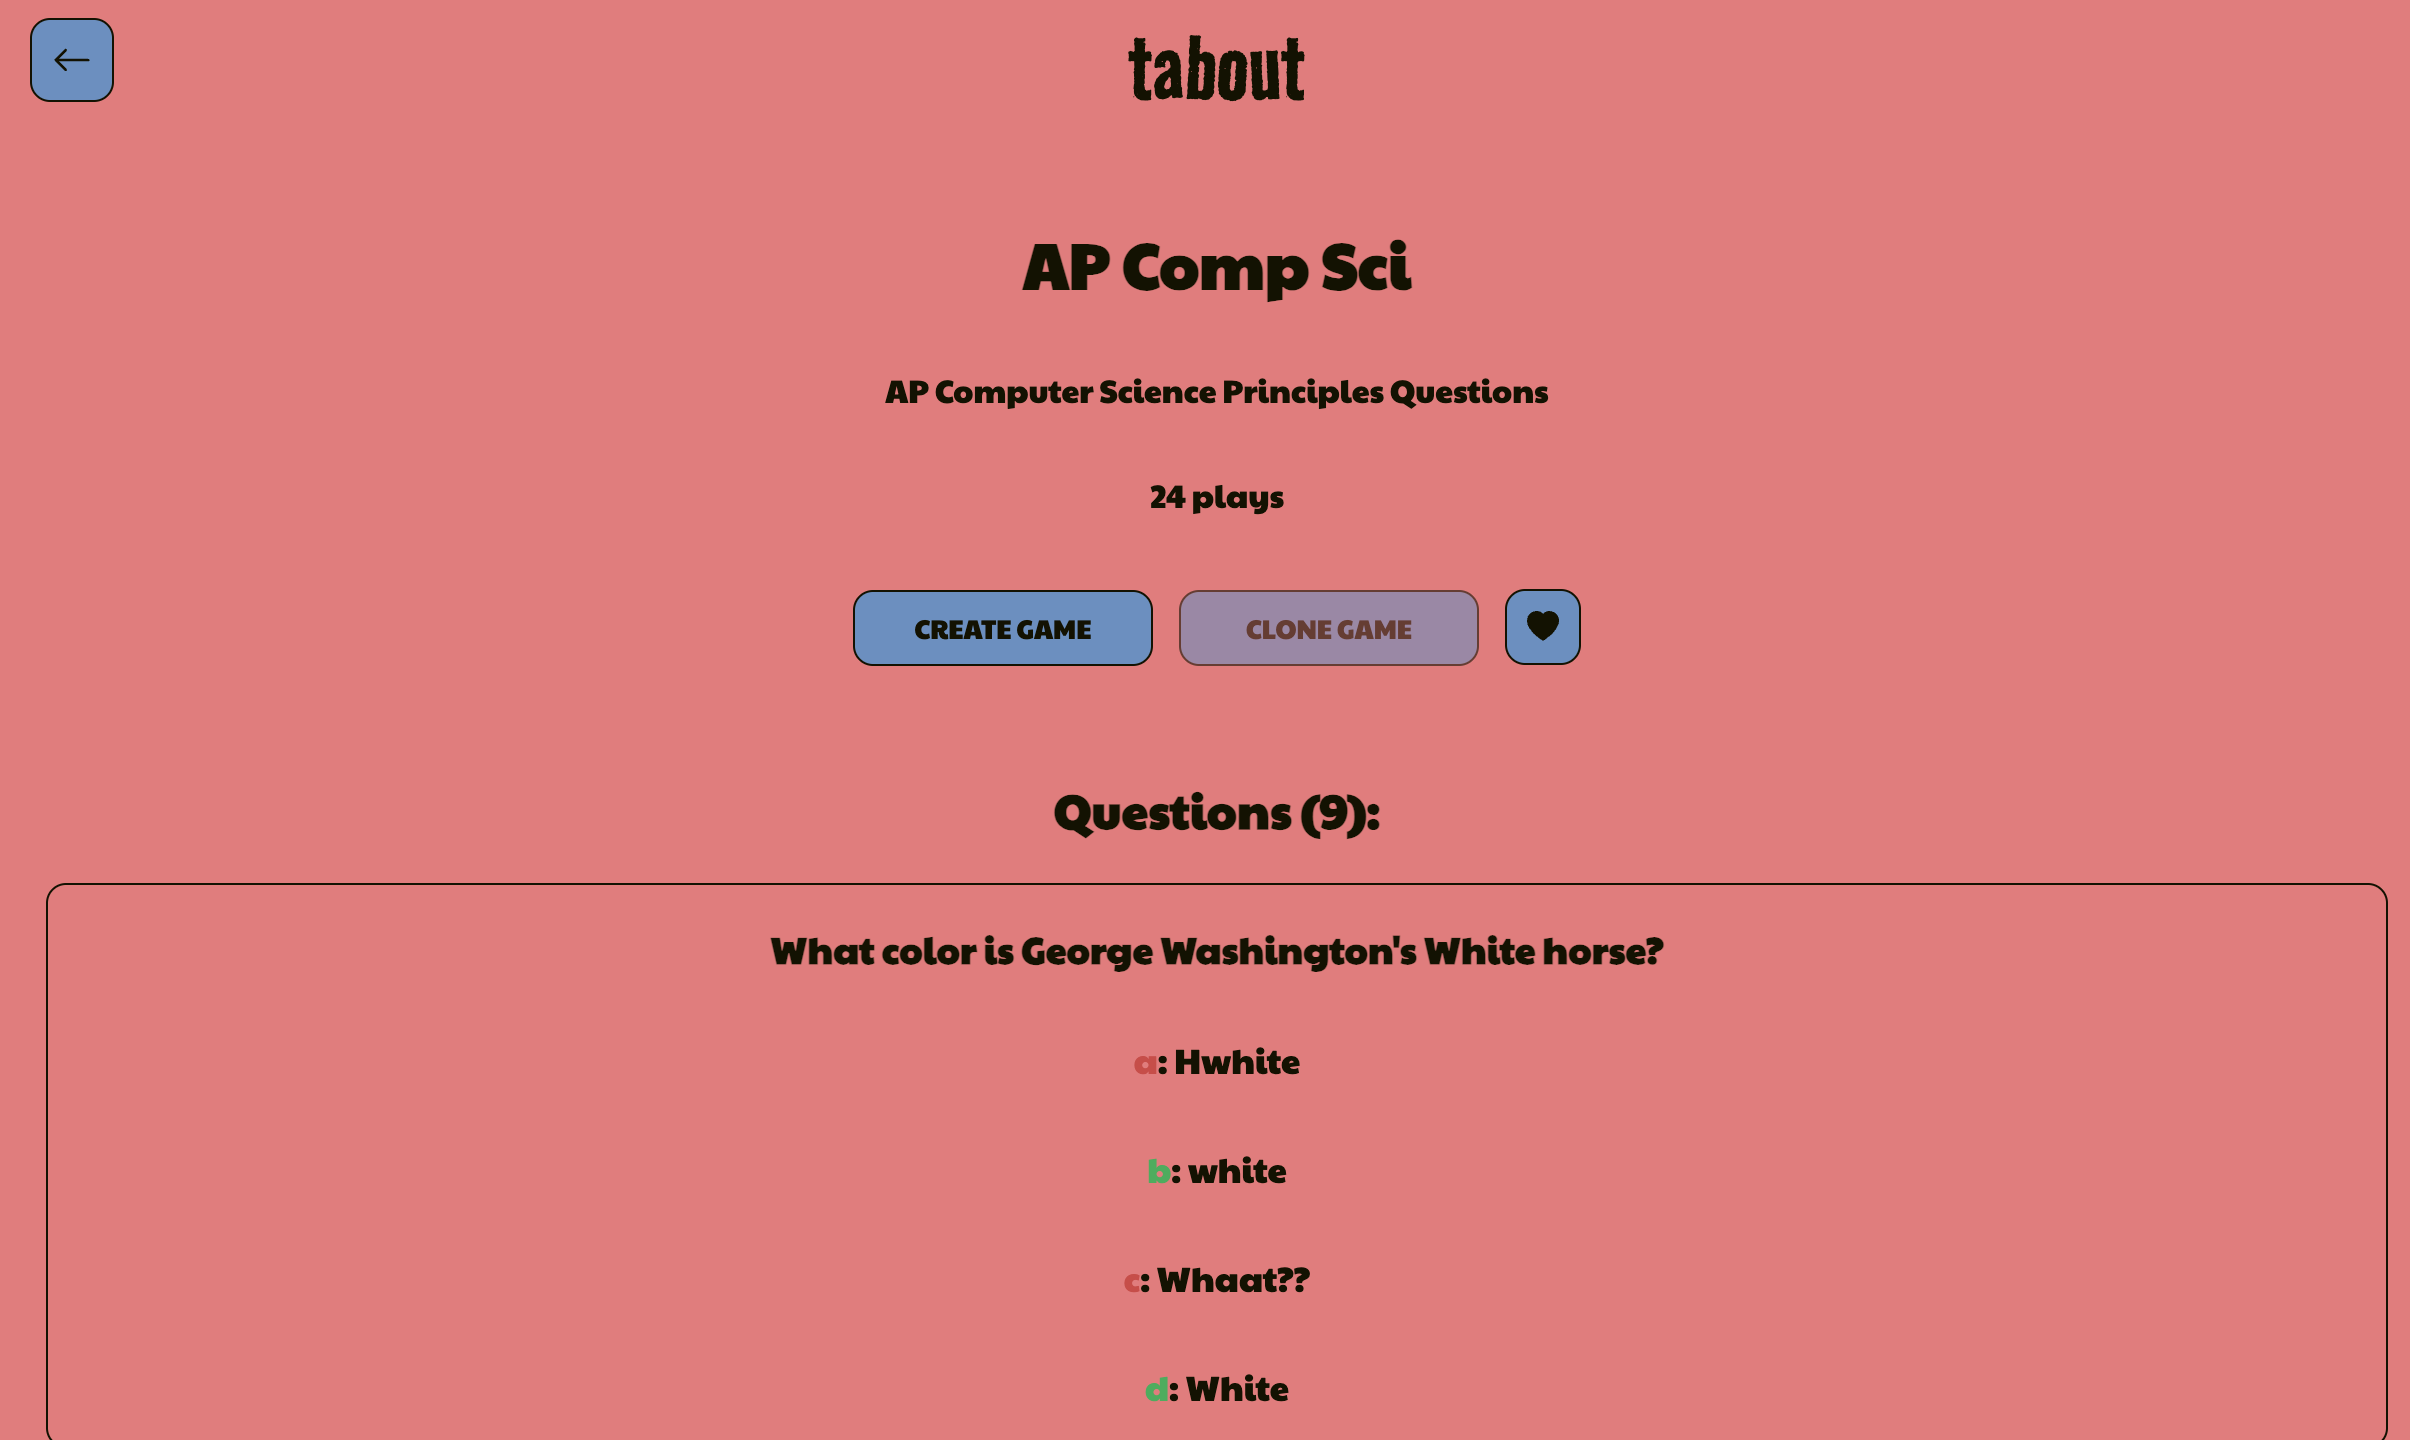 tabout
AP Comp Sci
AP Computer Science Principles Questions
24 plays
CREATE GAME
CLONE GAME
Questions (9):
What color is George Washington's White horse?
a: Hwhite
b: white
c: Whaat??
d: White